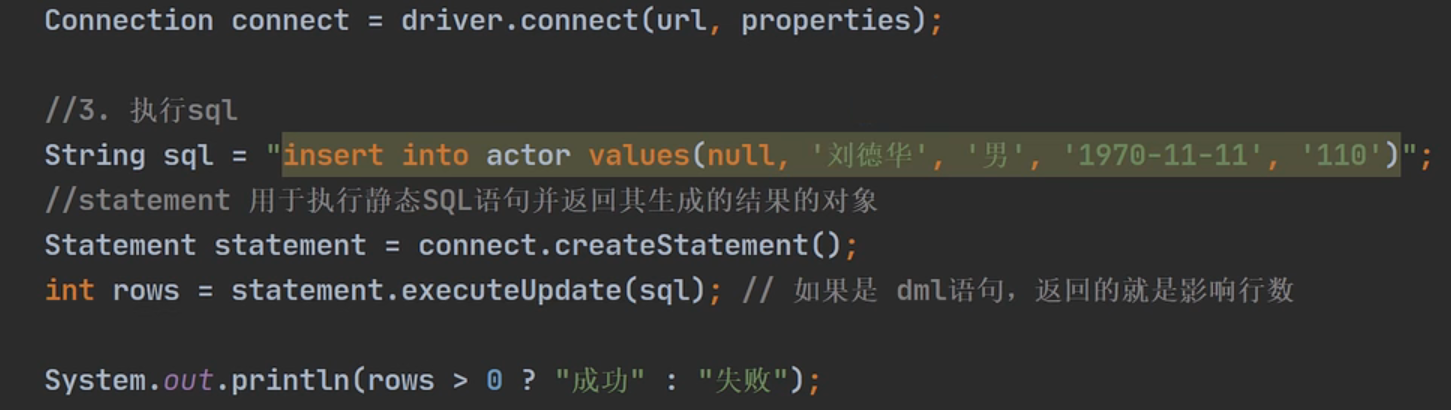 Connection connect = driver.connect(url, properties);
//3. 执行sql
String sql = "insert into actor values(null, '刘德华', '男', '1970-11-11', '110')";
//statement 用于执行静态SQL语句并返回其生成的结果的对象
Statement statement = connect.createStatement();
int rows = statement.executeUpdate(sql); // 如果是 dml语句，返回的就是影响行数
System.out.println(rows > 0 ? "成功" : "失败");